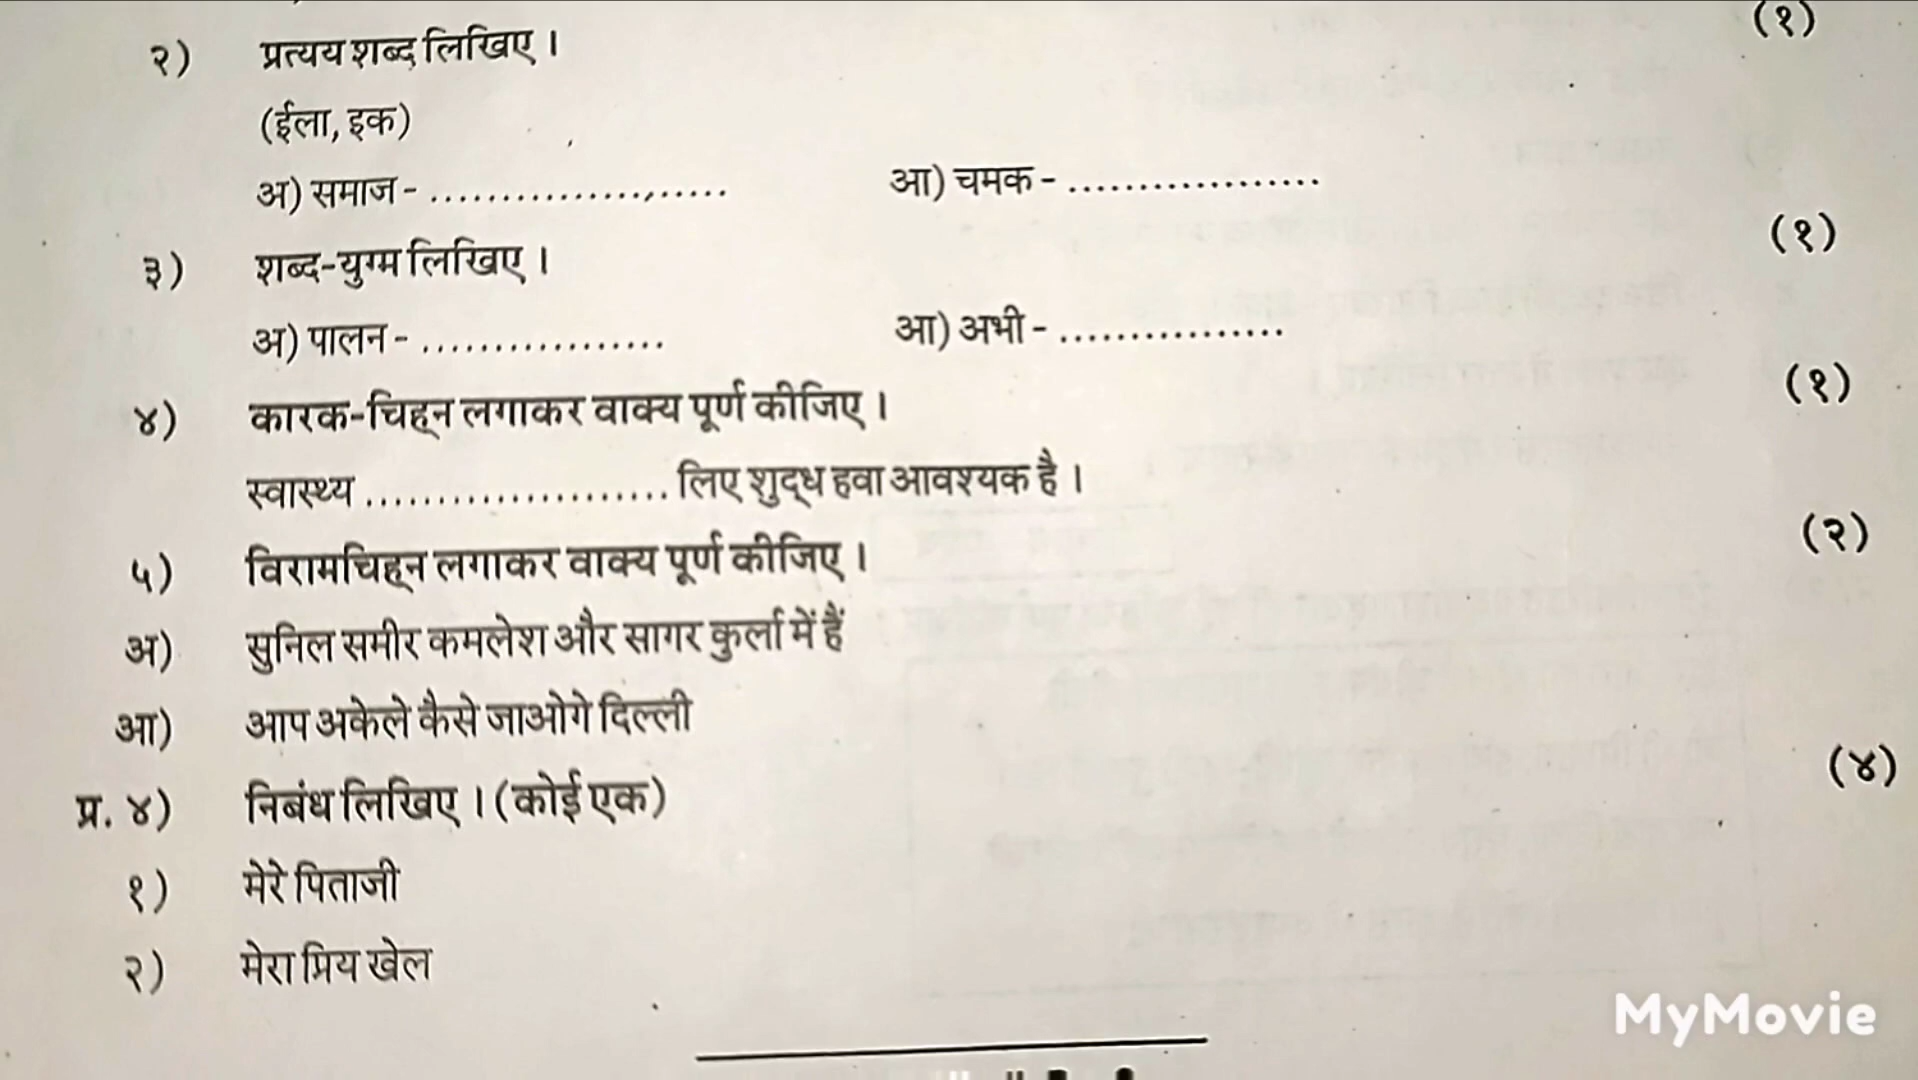 (१)
२) प्रत्यय शब्द लिखिए ।
(ईला, इक)
अ) समाज - ...................... आ) चमक - ..................
३) शब्द-युग्म लिखिए । (१)
अ) पालन - ................. आ) अभी - ................
४) कारक-चिह्न लगाकर वाक्य पूर्ण कीजिए । (१)
स्वास्थ्य ...................... लिए शुद्ध हवा आवश्यक है ।
५) विरामचिह्न लगाकर वाक्य पूर्ण कीजिए । (२)
अ) सुनिल समीर कमलेश और सागर कुर्ला में हैं
आ) आप अकेले कैसे जाओगे दिल्ली
प्र. ४) निबंध लिखिए । (कोई एक) (४)
१) मेरे पिताजी
२) मेरा प्रिय खेल
MyMovie